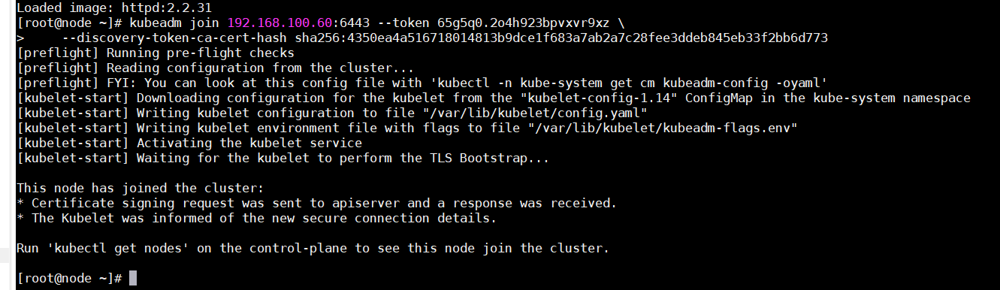 Loaded image: httpd:2.2.31
[root@node ~]# kubeadm join 192.168.100.60:6443 --token 65g5q0.2o4h923bpvxvr9xz \
>     --discovery-token-ca-cert-hash sha256:4350ea4a516718014813b9dce1f683a7ab2a7c28fee3ddeb845eb33f2bb6d773
[preflight] Running pre-flight checks
[preflight] Reading configuration from the cluster...
[preflight] FYI: You can look at this config file with 'kubectl -n kube-system get cm kubeadm-config -oyaml'
[kubelet-start] Downloading configuration for the kubelet from the "kubelet-config-1.14" ConfigMap in the kube-system namespace
[kubelet-start] Writing kubelet configuration to file "/var/lib/kubelet/config.yaml"
[kubelet-start] Writing kubelet environment file with flags to file "/var/lib/kubelet/kubeadm-flags.env"
[kubelet-start] Activating the kubelet service
[kubelet-start] Waiting for the kubelet to perform the TLS Bootstrap...
This node has joined the cluster:
* Certificate signing request was sent to apiserver and a response was received.
* The Kubelet was informed of the new secure connection details.
Run 'kubectl get nodes' on the control-plane to see this node join the cluster.
[root@node ~]#